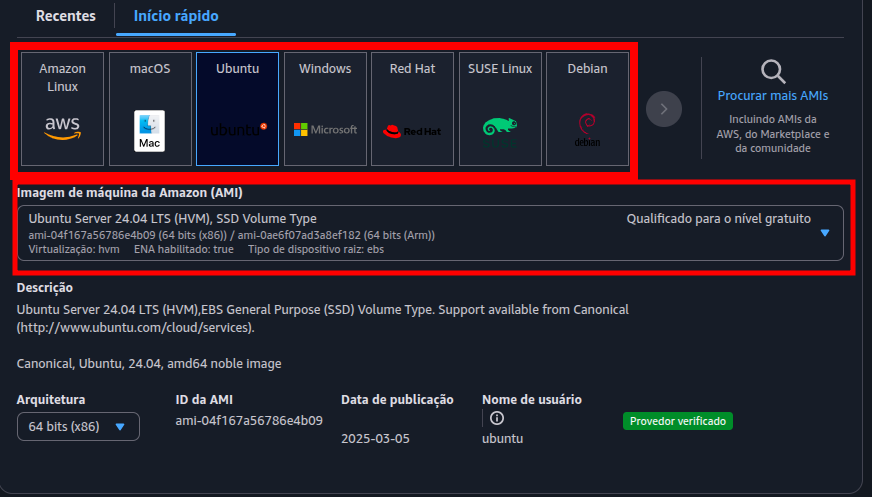 Recentes
Início rápido
Amazon Linux
macOS
Ubuntu
Windows
Red Hat
SUSE Linux
Debian
aws
Mac
ubuntu
Microsoft
Red Hat
debian
Procurar mais AMIs
Incluindo AMIs da
AWS, do Marketplace e
da comunidade
Imagem de máquina da Amazon (AMI)
Ubuntu Server 24.04 LTS (HVM), SSD Volume Type
Qualificado para o nível gratuito
ami-04f167a56786e4b09 (64 bits (x86)) / ami-0ae6f07ad3a8ef182 (64 bits (Arm))
Virtualização: hvm ENA habilitado: true Tipo de dispositivo raiz: ebs
Descrição
Ubuntu Server 24.04 LTS (HVM),EBS General Purpose (SSD) Volume Type. Support available from Canonical
(http://www.ubuntu.com/cloud/services).
Canonical, Ubuntu, 24.04, amd64 noble image
Arquitetura
64 bits (x86)
ID da AMI
ami-04f167a56786e4b09
Data de publicação
2025-03-05
Nome de usuário
ubuntu
Provedor verificado